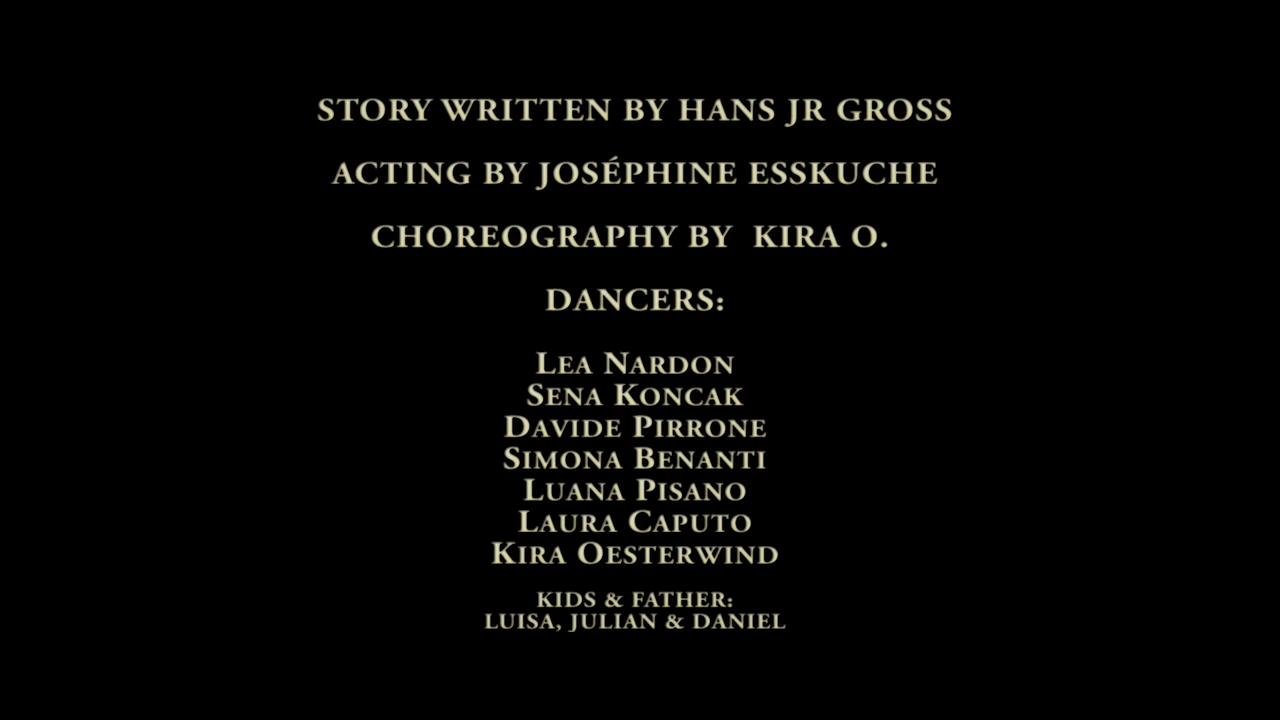 STORY WRITTEN BY HANS JR GROSS
ACTING BY JOSÉPHINE ESSKUCHE
CHOREOGRAPHY BY  KIRA O.
DANCERS:
LEA NARDON
SENA KONCAK
DAVIDE PIRRONE
SIMONA BENANTI
LUANA PISANO
LAURA CAPUTO
KIRA OESTERWIND
KIDS & FATHER:
LUISA, JULIAN & DANIEL